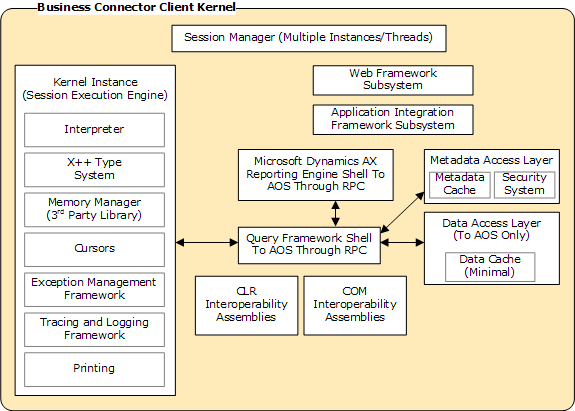 Business Connector Client Kernel
Session Manager (Multiple Instances/Threads)
Kernel Instance
(Session Execution Engine)
Interpreter
X++ Type
System
Memory Manager
(3rd Party Library)
Cursors
Exception Management
Framework
Tracing and Logging
Framework
Printing
Web Framework
Subsystem
Application Integration
Framework Subsystem
Microsoft Dynamics AX
Reporting Engine Shell To
AOS Through RPC
Query Framework Shell
To AOS Through RPC
CLR
Interoperability
Assemblies
COM
Interoperability
Assemblies
Metadata Access Layer
Metadata
Cache
Security
System
Data Access Layer
(To AOS Only)
Data Cache
(Minimal)